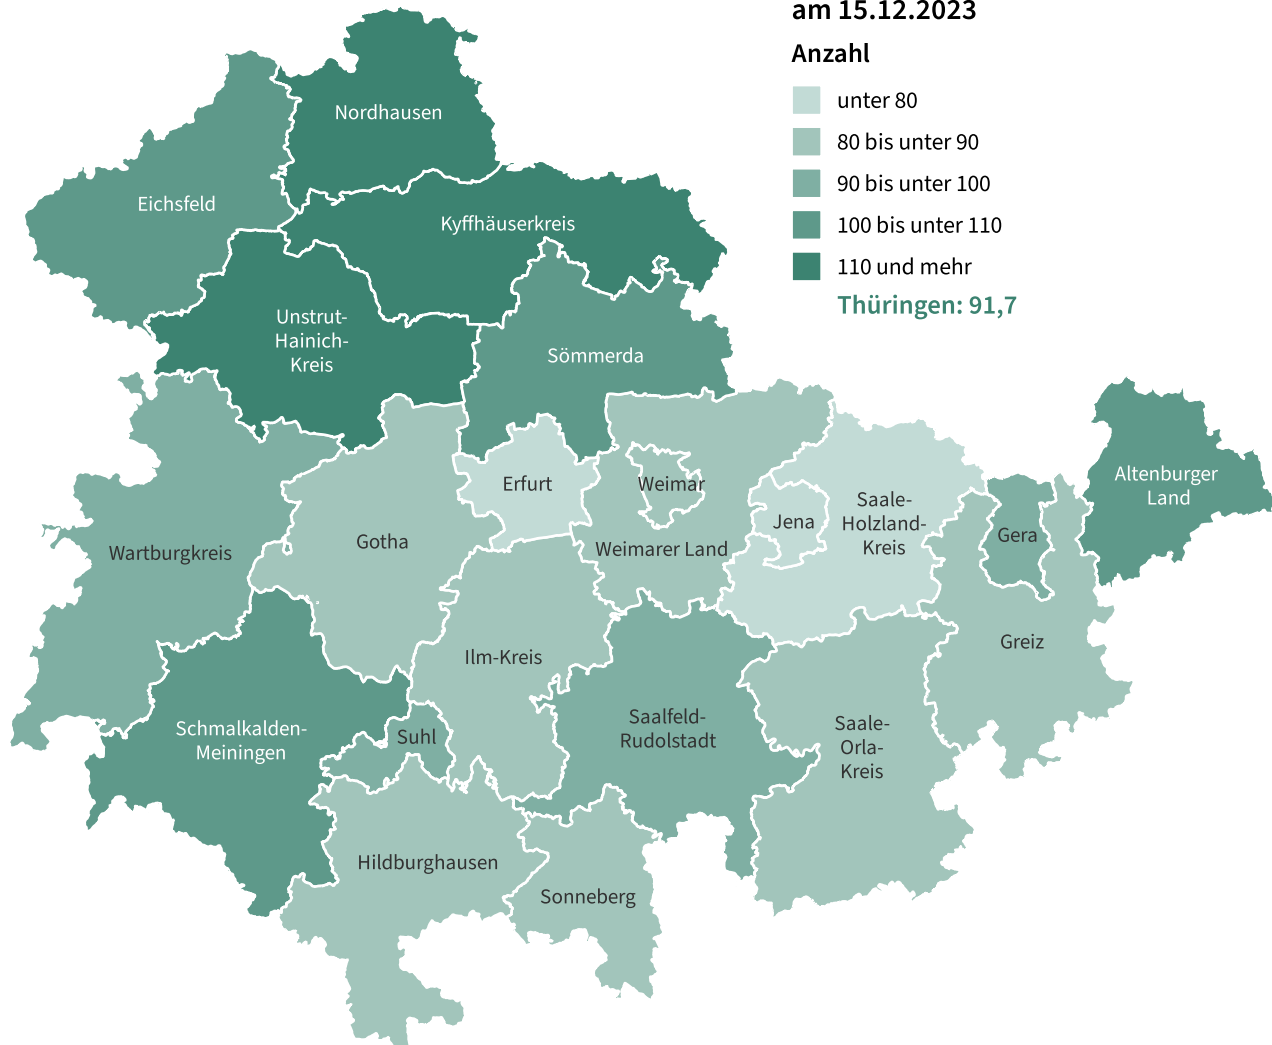 am 15.12.2023
Anzahl
unter 80
80 bis unter 90
90 bis unter 100
100 bis unter 110
110 und mehr
Thüringen: 91,7
Nordhausen
Eichsfeld
Kyffhäuserkreis
Unstrut-
Hainich-
Kreis
Sömmerda
Altenburger
Land
Erfurt
Weimar
Saale-
Holzland-
Kreis
Jena
Gera
Gotha
Wartburgkreis
Weimarer Land
Greiz
Ilm-Kreis
Saalfeld-
Rudolstadt
Schmalkalden-
Meiningen
Suhl
Saale-
Orla-
Kreis
Hildburghausen
Sonneberg